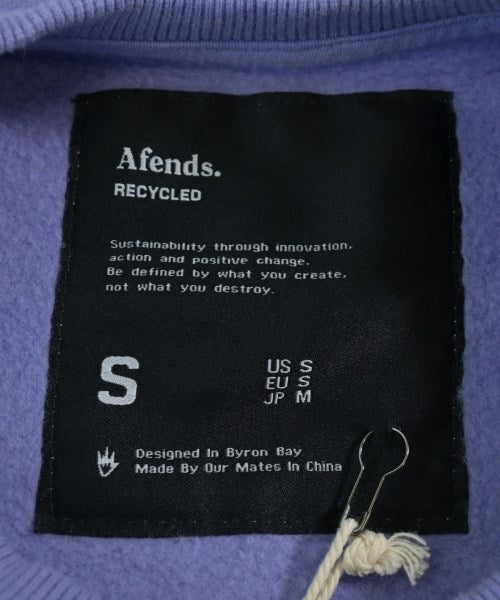 Afends.
RECYCLED
Sustainability through innovation,
action and positive change.
Be defined by what you create,
not what you destroy.
S
US S
EU S
JP M
Designed In Byron Bay
Made By Our Mates In China